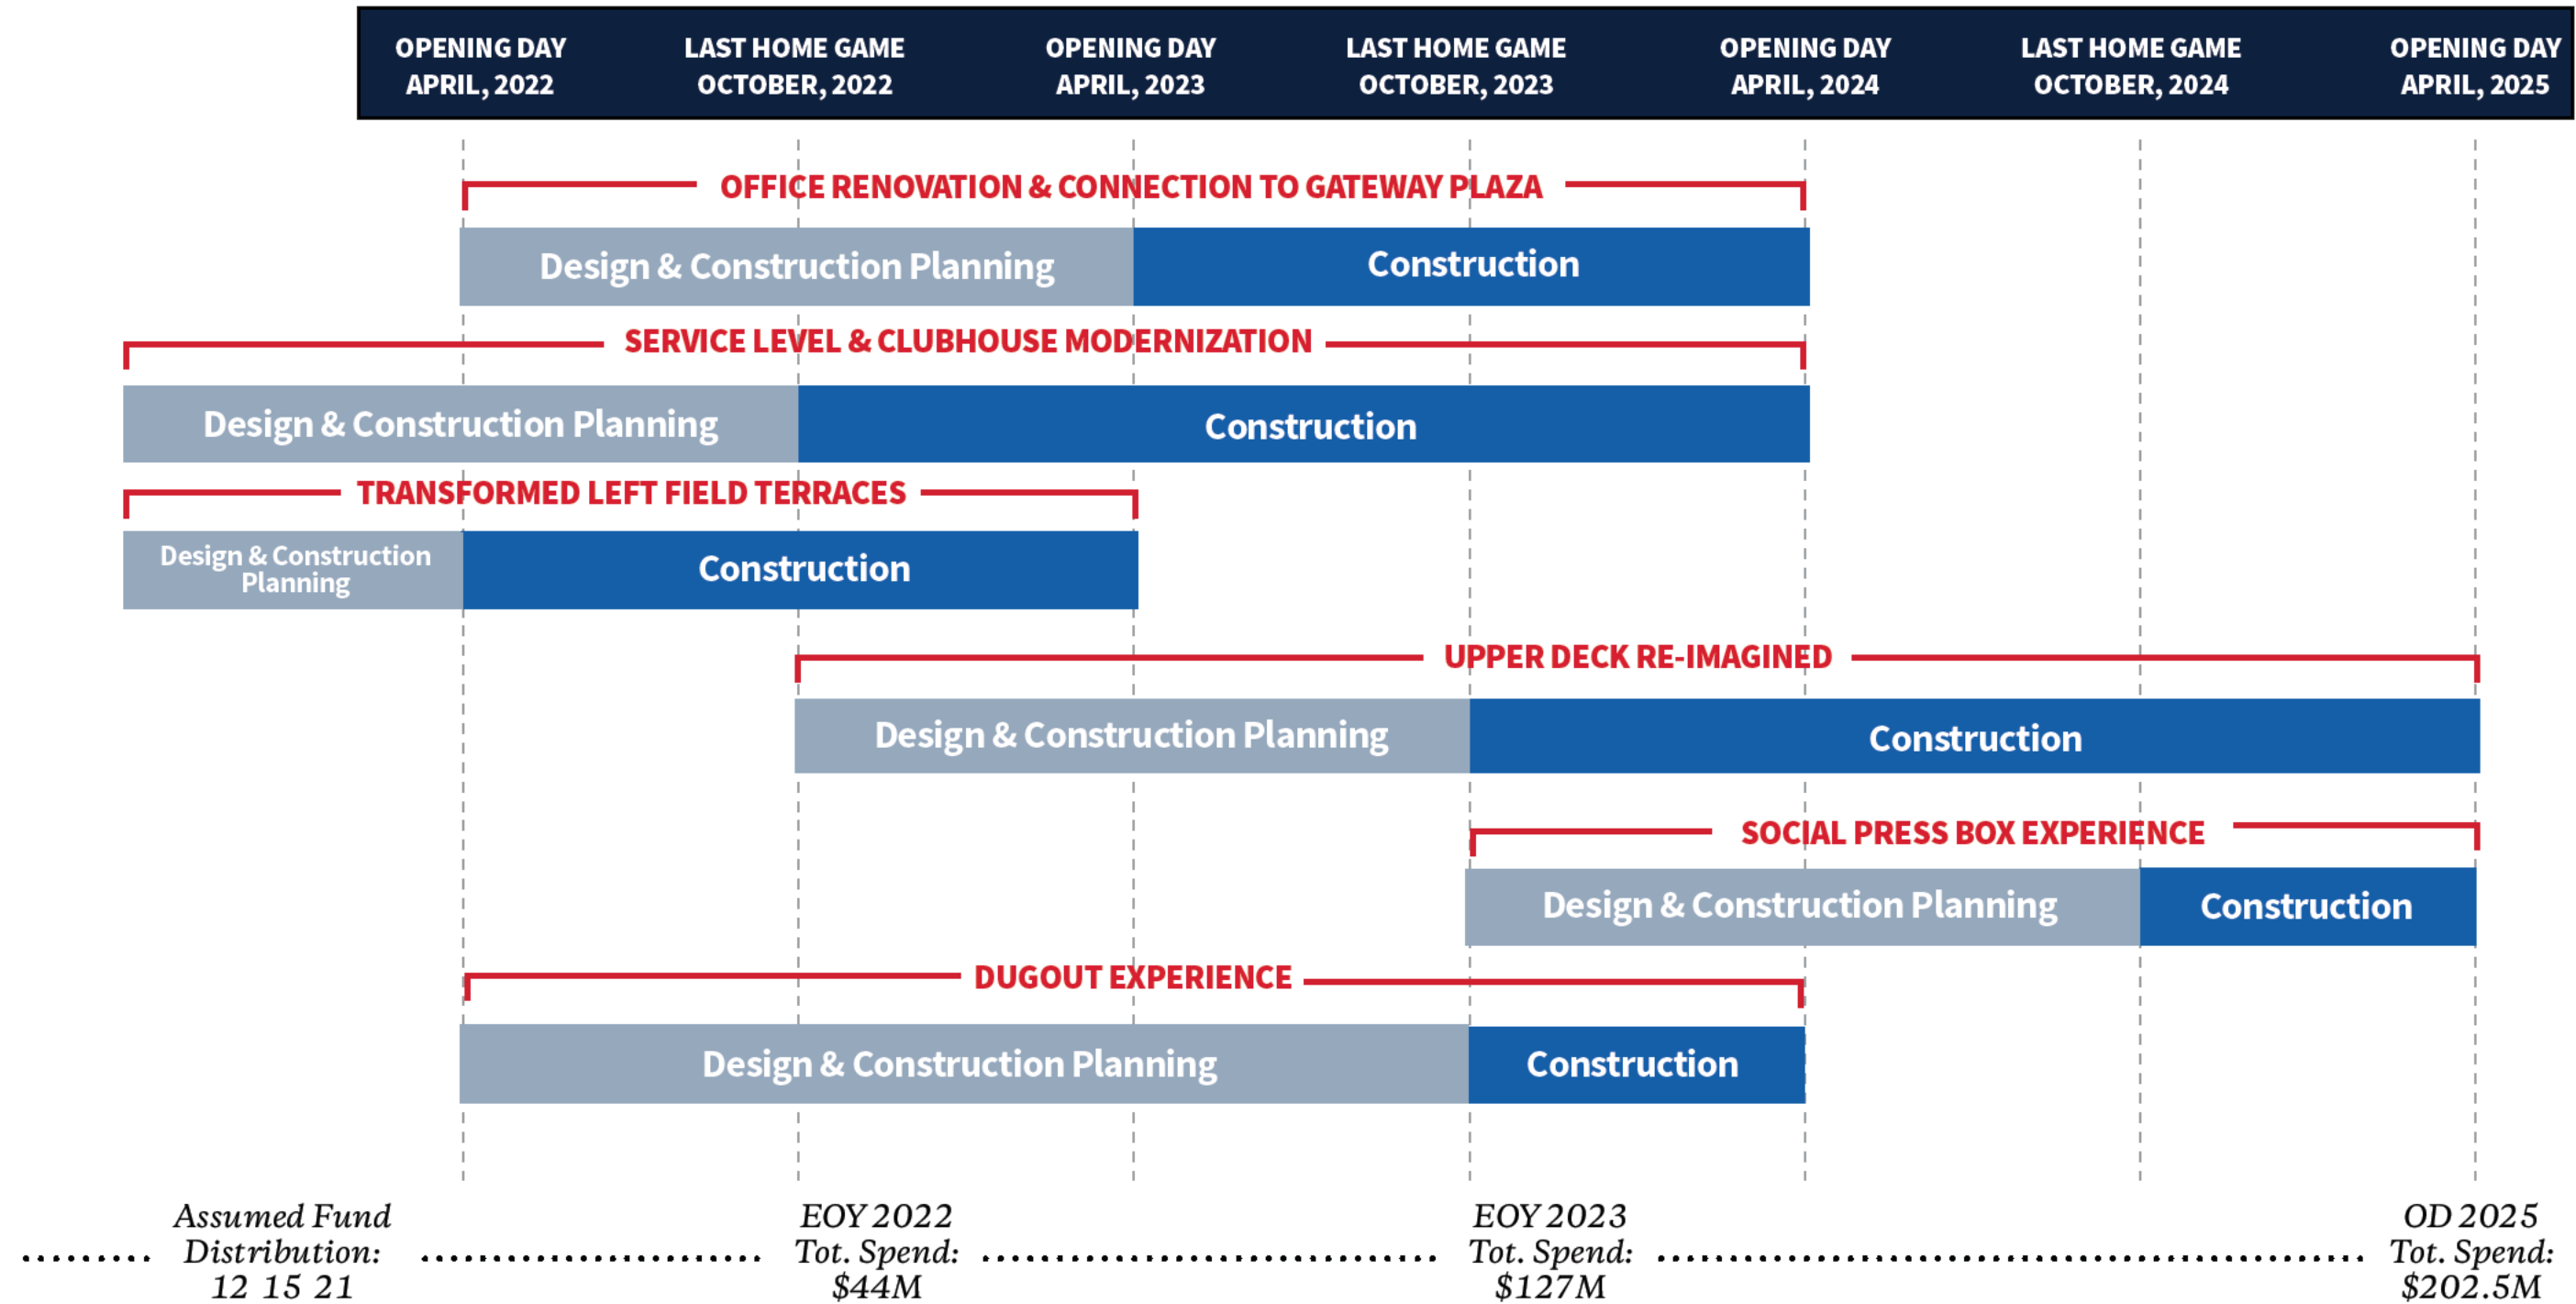 OPENING DAY
APRIL, 2022
LAST HOME GAME
OCTOBER, 2022
OPENING DAY
APRIL, 2023
LAST HOME GAME
OCTOBER, 2023
OPENING DAY
APRIL, 2024
LAST HOME GAME
OCTOBER, 2024
OPENING DAY
APRIL, 2025
OFFICE RENOVATION & CONNECTION TO GATEWAY PLAZA
Design & Construction Planning
Construction
SERVICE LEVEL & CLUBHOUSE MODERNIZATION
Design & Construction Planning
Construction
TRANSFORMED LEFT FIELD TERRACES
Design & Construction
Planning
Construction
UPPER DECK RE-IMAGINED
Design & Construction Planning
Construction
SOCIAL PRESS BOX EXPERIENCE
Design & Construction Planning
Construction
DUGOUT EXPERIENCE
Design & Construction Planning
Construction
Assumed Fund
Distribution:
12 15 21
EOY 2022
Tot. Spend:
$44M
EOY 2023
Tot. Spend:
$127M
OD 2025
Tot. Spend:
$202.5M